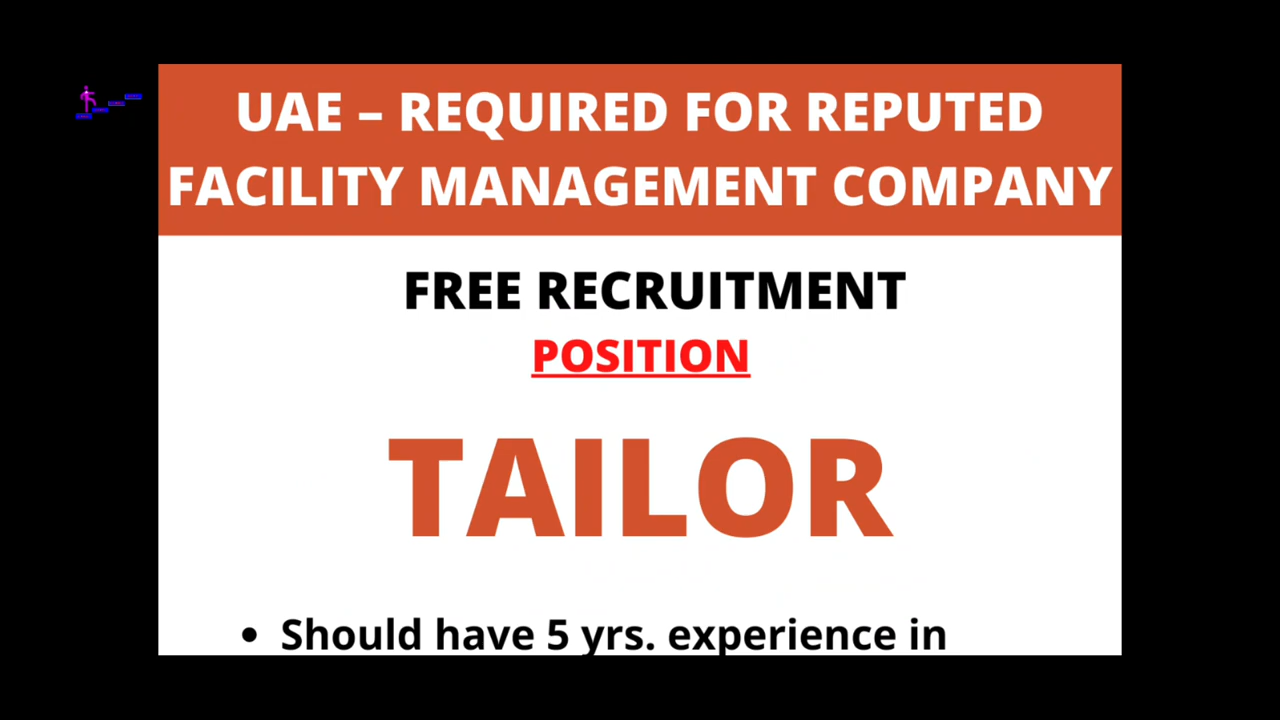 UAE – REQUIRED FOR REPUTED
FACILITY MANAGEMENT COMPANY
FREE RECRUITMENT
POSITION
TAILOR
• Should have 5 yrs. experience in